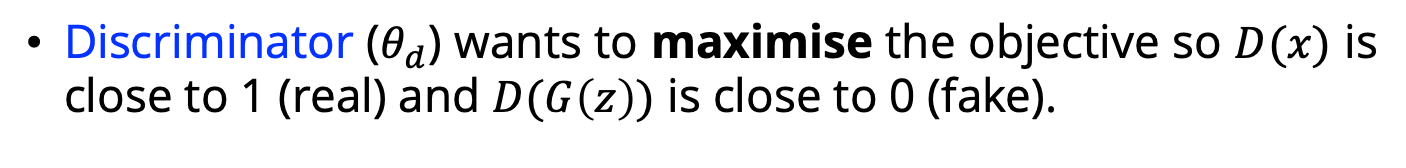 • Discriminator (θ_d) wants to maximise the objective so D(x) is
close to 1 (real) and D(G(z)) is close to 0 (fake).